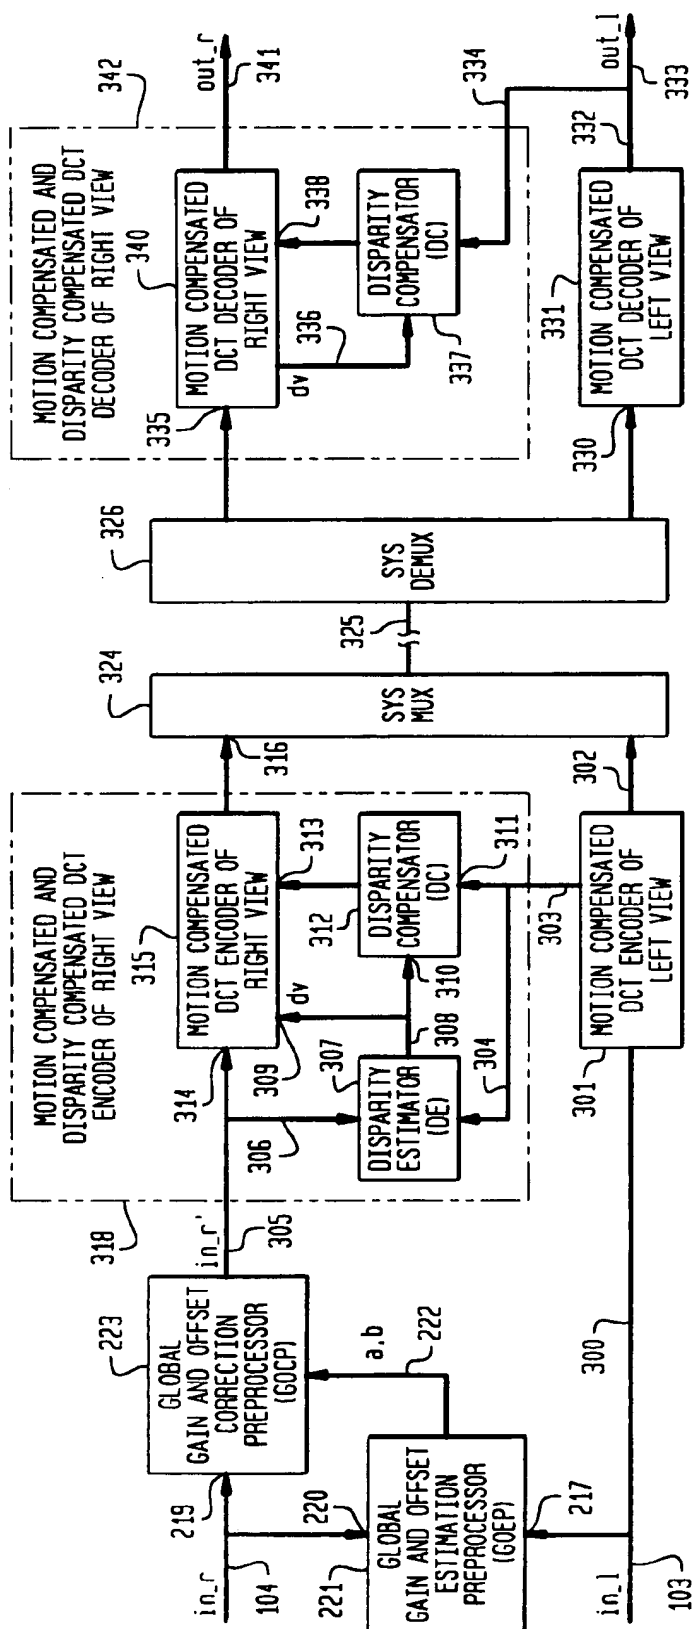 in_r
104
219
220
221
GLOBAL
GAIN AND OFFSET
ESTIMATION
PREPROCESSOR
(GOEP)
217
in_l
103
223
GLOBAL
GAIN AND OFFSET
CORRECTION
PREPROCESSOR
(GOCP)
a,b
222
300
318
in_r'
305
MOTION COMPENSATED AND
DISPARITY COMPENSATED DCT
ENCODER OF RIGHT VIEW
314
315
MOTION COMPENSATED
DCT ENCODER OF
RIGHT VIEW
306
307
309
dv
313
DISPARITY
ESTIMATOR
(DE)
308
310
312
DISPARITY
COMPENSATOR
(DC)
311
304
303
301
MOTION COMPENSATED
DCT ENCODER OF
LEFT VIEW
302
316
324
SYS
MUX
325
326
SYS
DEMUX
MOTION COMPENSATED AND
DISPARITY COMPENSATED DCT
DECODER OF RIGHT VIEW
342
335
340
MOTION COMPENSATED
DCT DECODER OF
RIGHT VIEW
out_r
341
dv
336
338
DISPARITY
COMPENSATOR
(DC)
337
334
330
331
MOTION COMPENSATED
DCT DECODER OF
LEFT VIEW
332
out_l
333